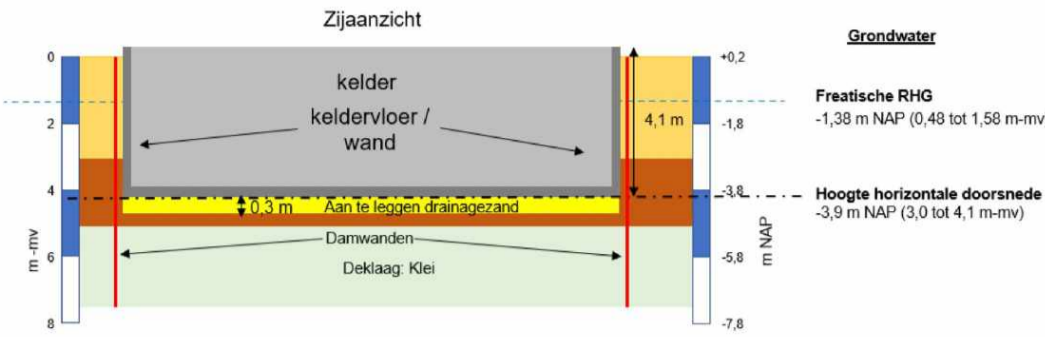 Zijaanzicht
Grondwater
0
+0,2
kelder
Freatische RHG
-1,38 m NAP (0,48 tot 1,58 m-mv
keldervloer /
wand
4,1 m
2
-1,8
4
-3,8
Hoogte horizontale doorsnede
-3,9 m NAP (3,0 tot 4,1 m-mv)
0,3 m
Aan te leggen drainagezand
Damwanden
Deklaag: Klei
m -mv
m NAP
6
-5,8
8
-7,8